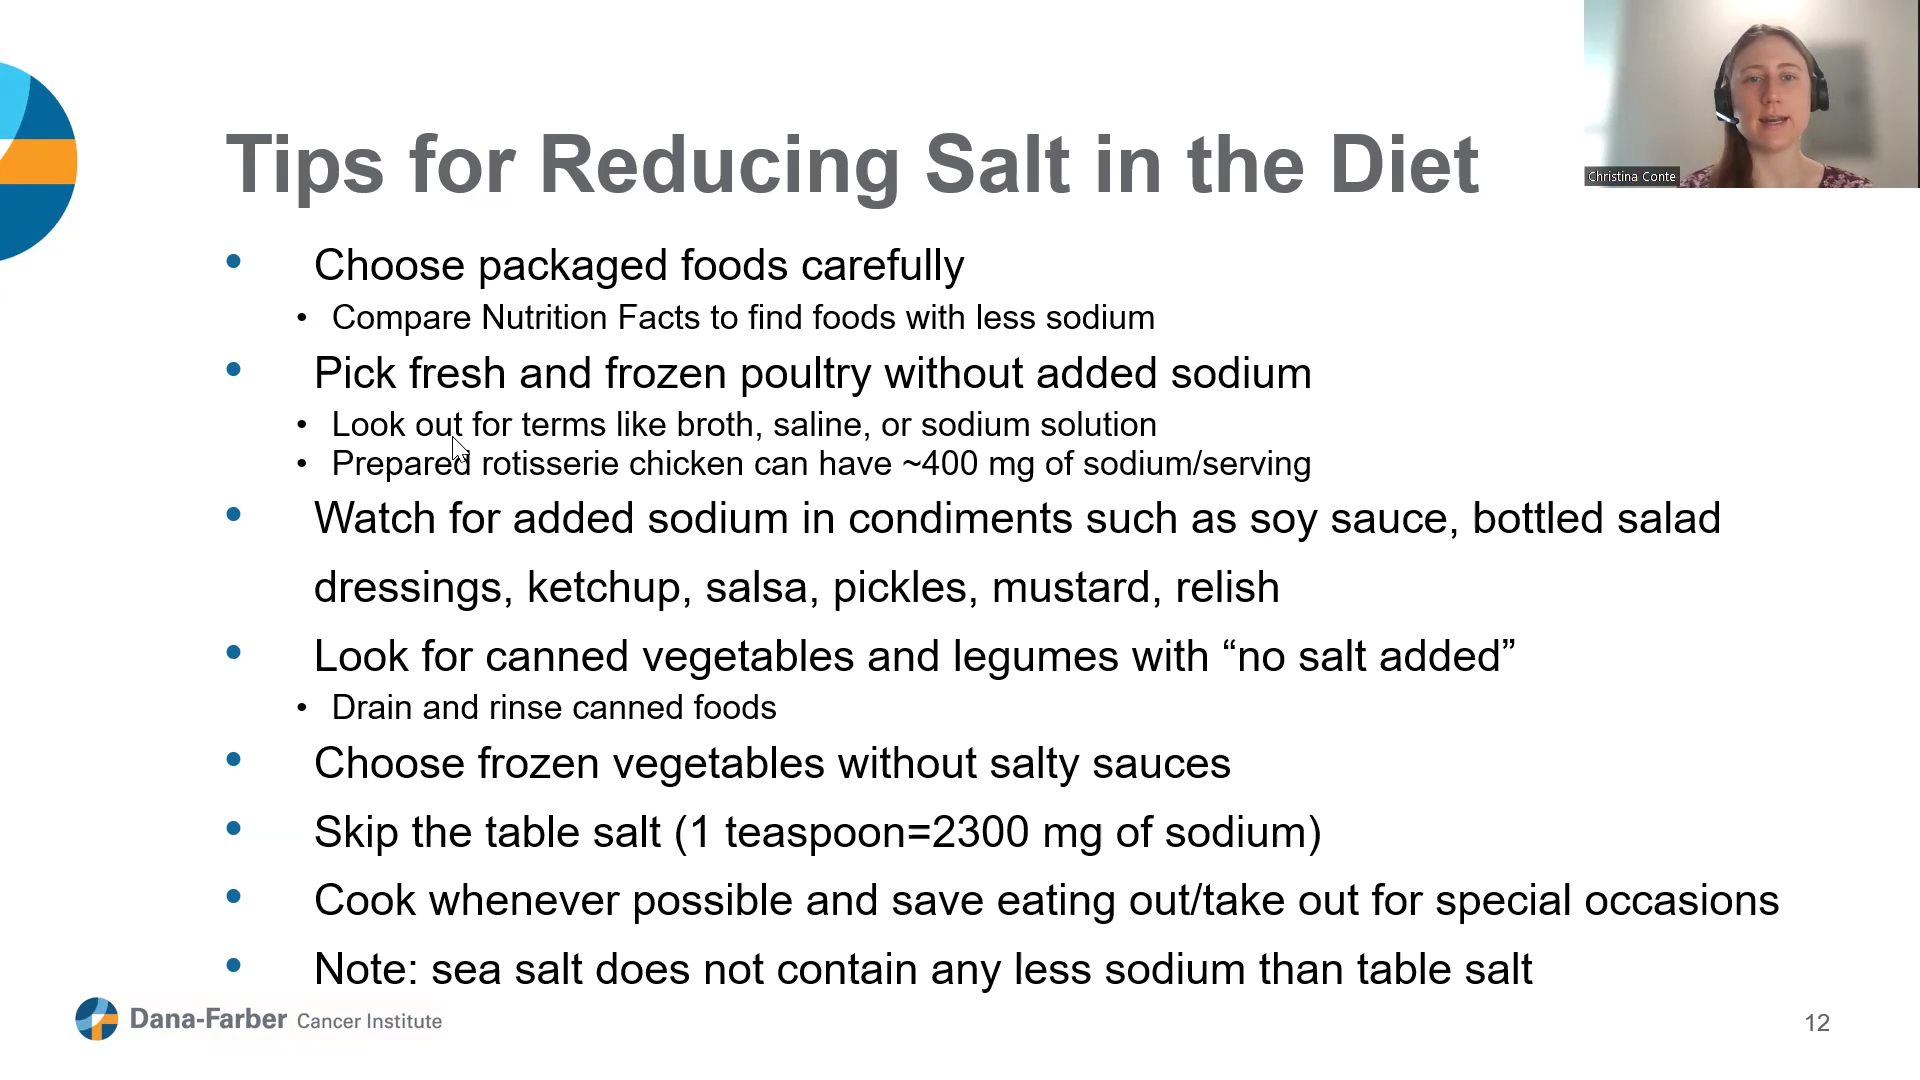 Christina Conte
Tips for Reducing Salt in the Diet
• Choose packaged foods carefully
• Compare Nutrition Facts to find foods with less sodium
• Pick fresh and frozen poultry without added sodium
• Look out for terms like broth, saline, or sodium solution
• Prepared rotisserie chicken can have ~400 mg of sodium/serving
• Watch for added sodium in condiments such as soy sauce, bottled salad
dressings, ketchup, salsa, pickles, mustard, relish
• Look for canned vegetables and legumes with “no salt added”
• Drain and rinse canned foods
• Choose frozen vegetables without salty sauces
• Skip the table salt (1 teaspoon=2300 mg of sodium)
• Cook whenever possible and save eating out/take out for special occasions
• Note: sea salt does not contain any less sodium than table salt
Dana-Farber Cancer Institute
12